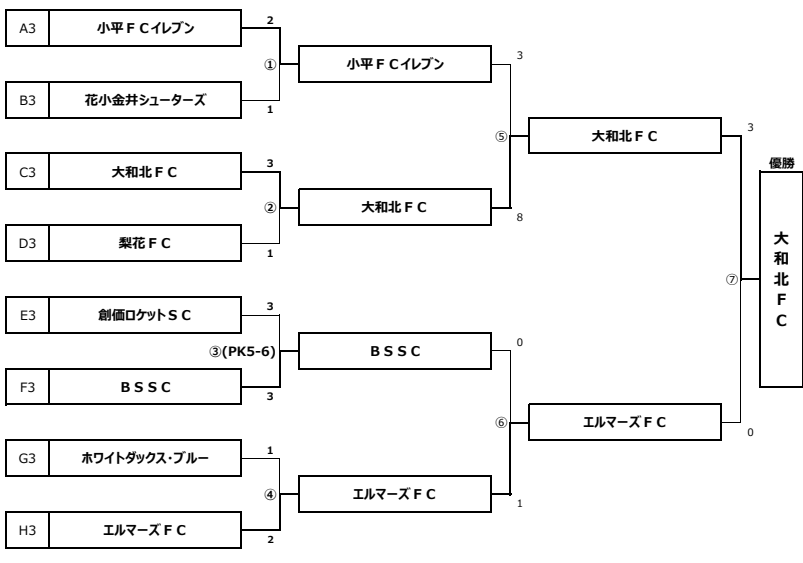 A3 小平ＦＣイレブン 2
① 小平ＦＣイレブン 3
B3 花小金井シューターズ 1
⑤ 大和北ＦＣ 3
C3 大和北ＦＣ 3
優勝
② 大和北ＦＣ 8
D3 梨花ＦＣ 1
大和北ＦＣ
⑦
E3 創価ロケットＳＣ 3
③(PK5-6) ＢＳＳＣ 0
F3 ＢＳＳＣ 3
⑥ エルマーズＦＣ 0
G3 ホワイトダックス・ブルー 1
④ エルマーズＦＣ 1
H3 エルマーズＦＣ 2